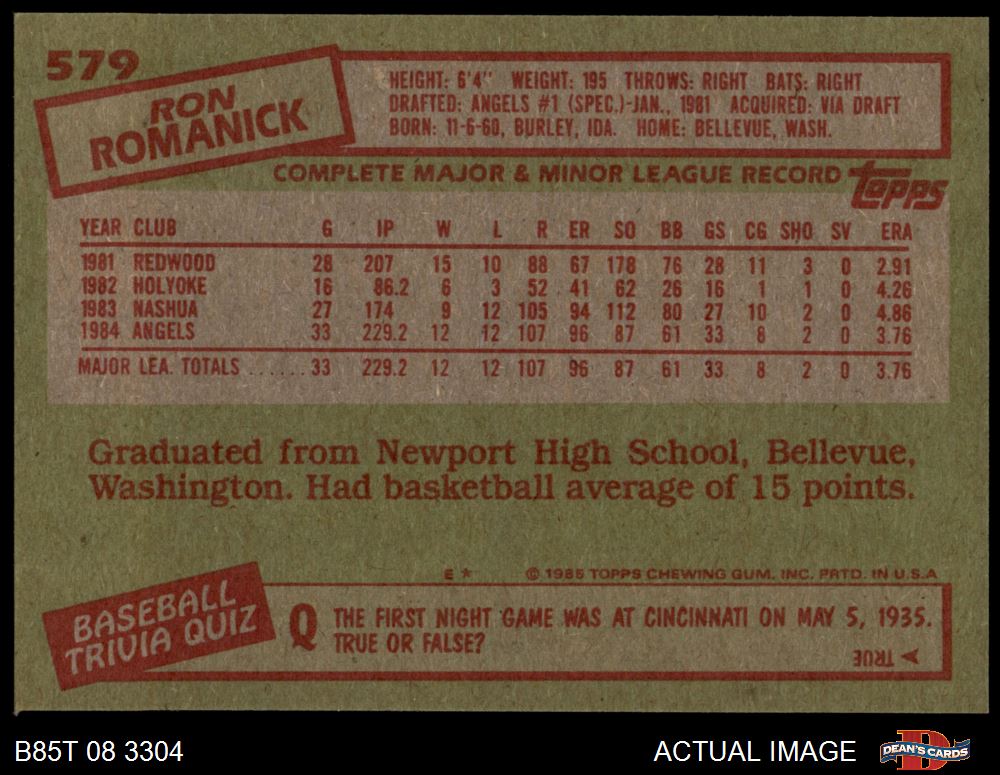 579
RON
ROMANICK
HEIGHT: 6'4" WEIGHT: 195 THROWS: RIGHT BATS: RIGHT
DRAFTED: ANGELS #1 (SPEC.)-JAN., 1981 ACQUIRED: VIA DRAFT
BORN: 11-6-60, BURLEY, IDA. HOME: BELLEVUE, WASH.
COMPLETE MAJOR & MINOR LEAGUE RECORD topps
YEAR CLUB G IP W L R ER SO BB GS CG SHO SV ERA
1981 REDWOOD 28 207 15 10 88 67 178 76 28 11 3 0 2.91
1982 HOLYOKE 16 86.2 6 3 52 41 62 26 16 1 1 0 4.26
1983 NASHUA 27 174 9 12 105 94 112 80 27 10 2 0 4.86
1984 ANGELS 33 229.2 12 12 107 96 87 61 33 8 2 0 3.76
MAJOR LEA. TOTALS ...... 33 229.2 12 12 107 96 87 61 33 8 2 0 3.76
Graduated from Newport High School, Bellevue,
Washington. Had basketball average of 15 points.
E * © 1985 TOPPS CHEWING GUM, INC. PRTD. IN U.S.A
BASEBALL
TRIVIA QUIZ
Q THE FIRST NIGHT GAME WAS AT CINCINNATI ON MAY 5, 1935.
TRUE OR FALSE?
A TRUE
B85T 08 3304
ACTUAL IMAGE
D
DEAN'S CARDS